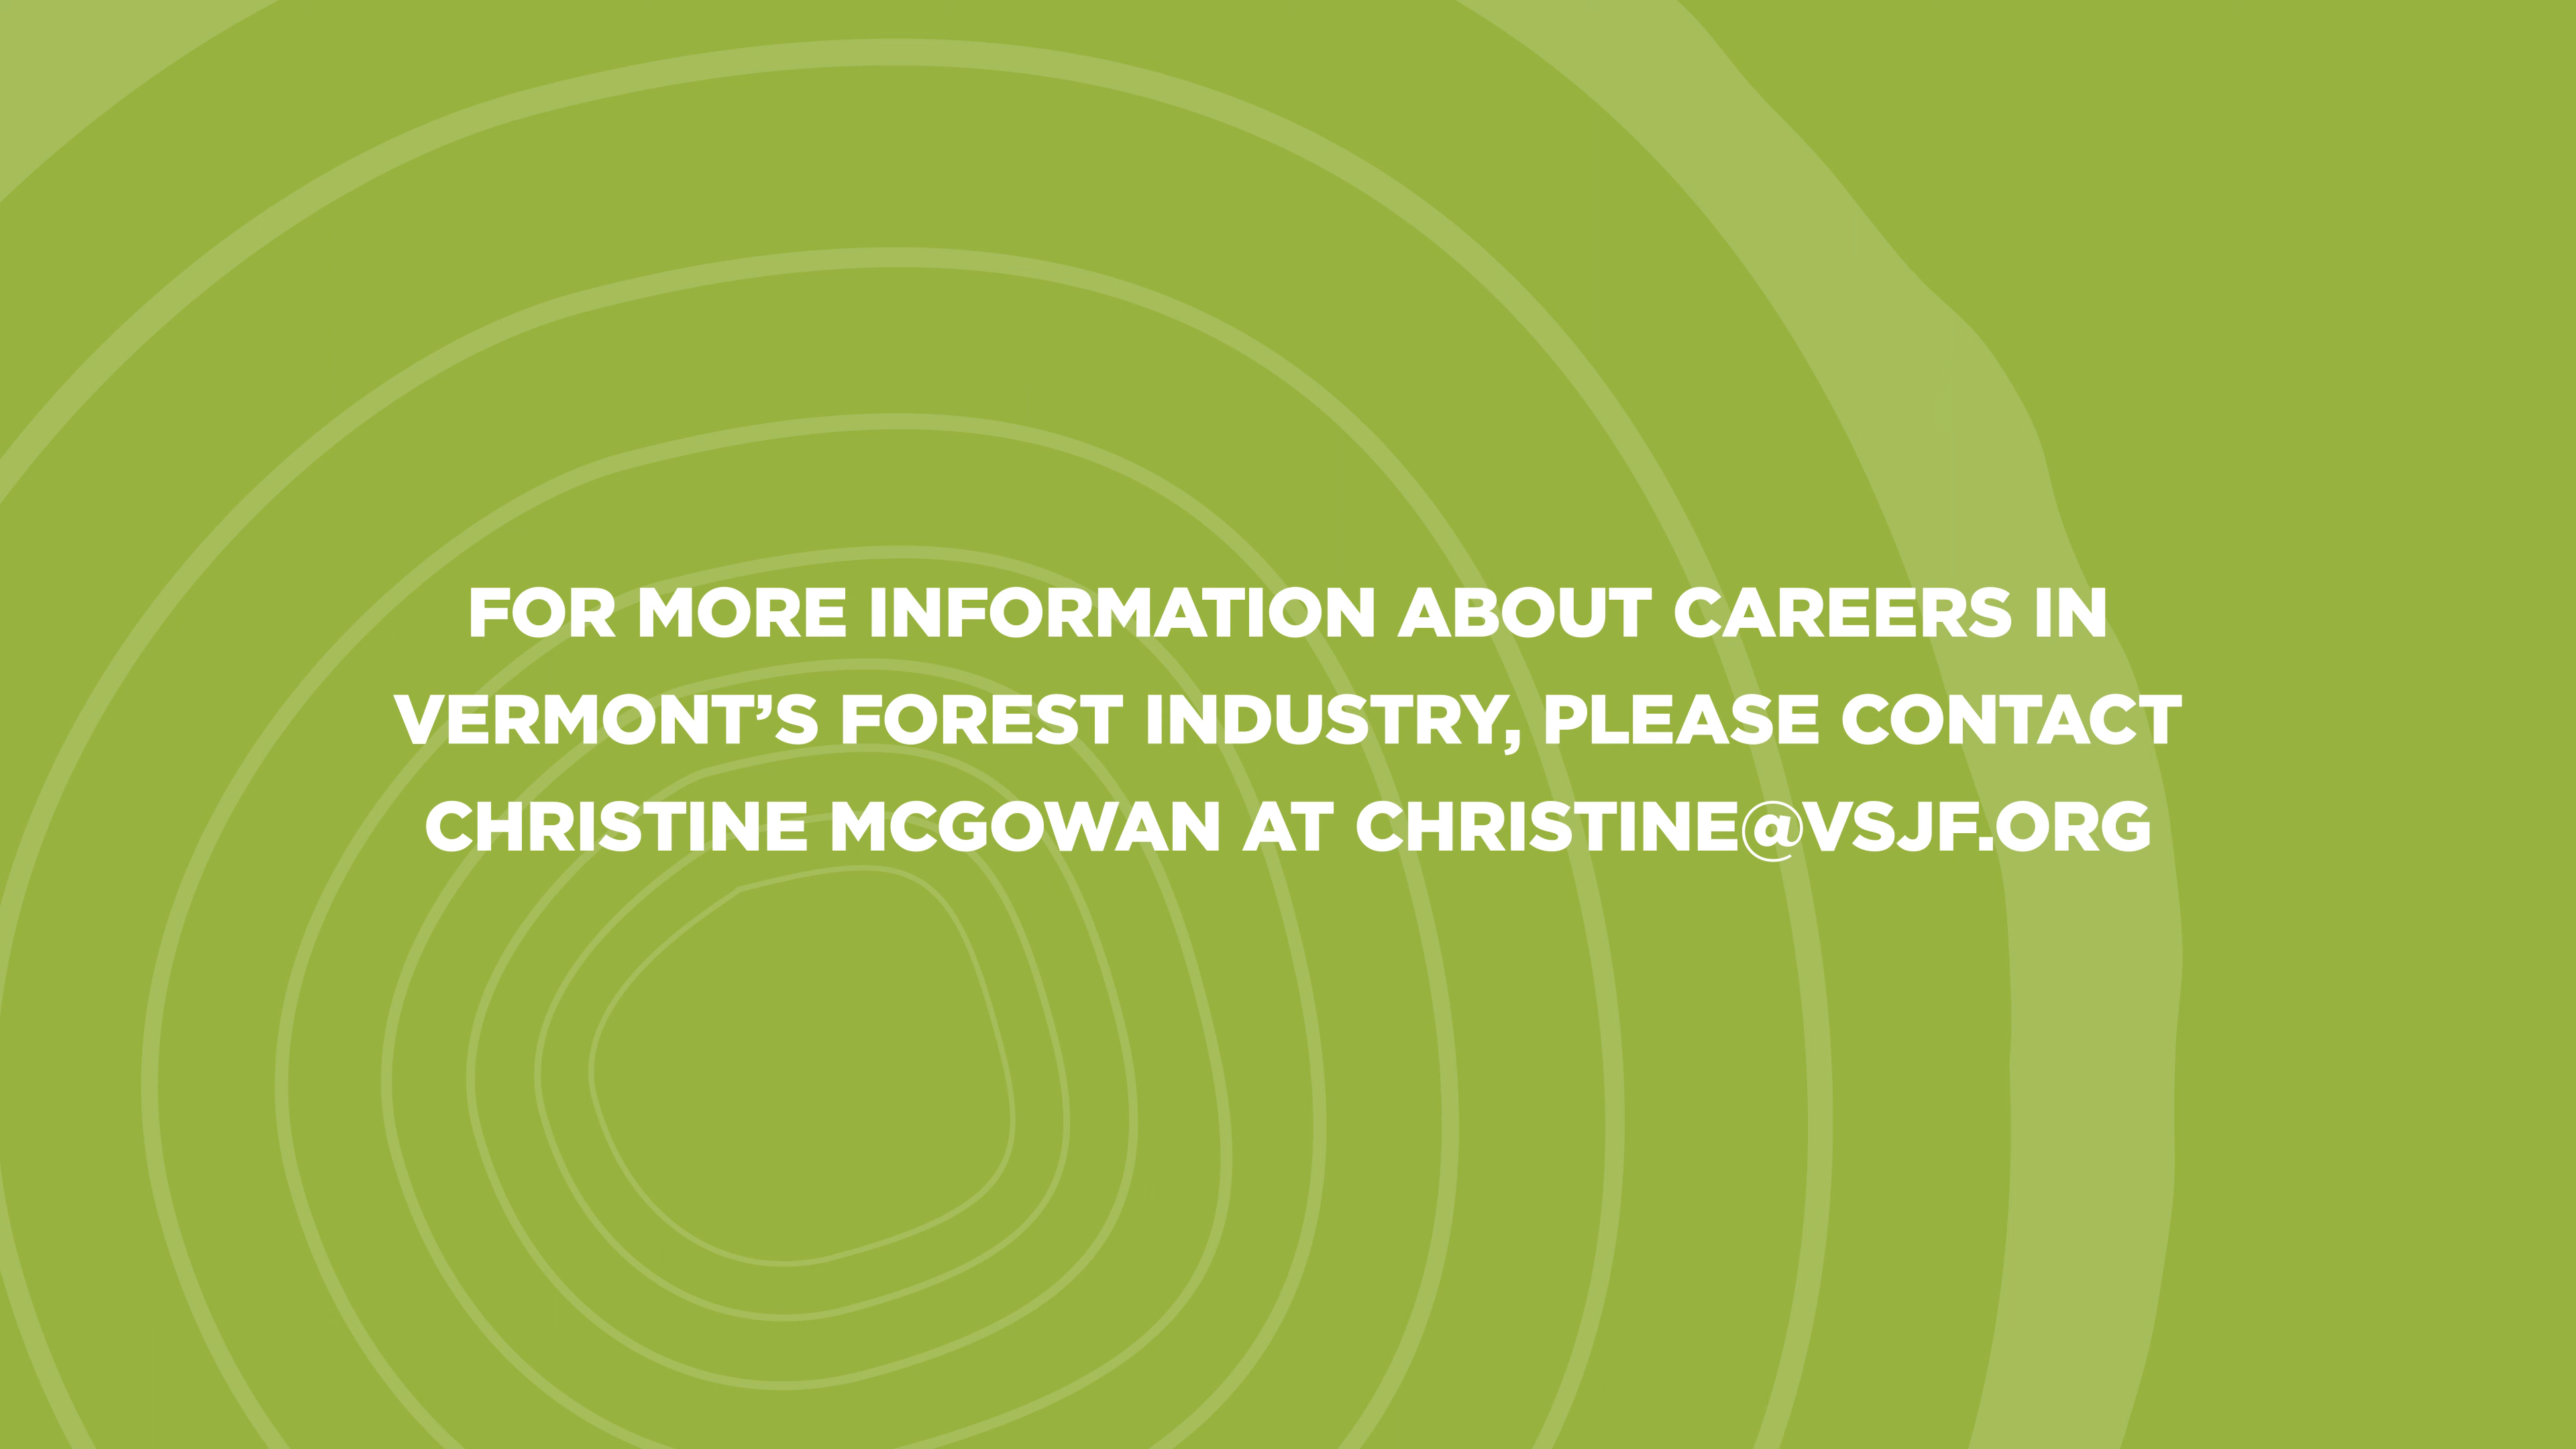 FOR MORE INFORMATION ABOUT CAREERS IN
VERMONT’S FOREST INDUSTRY, PLEASE CONTACT
CHRISTINE MCGOWAN AT CHRISTINE@VSJF.ORG